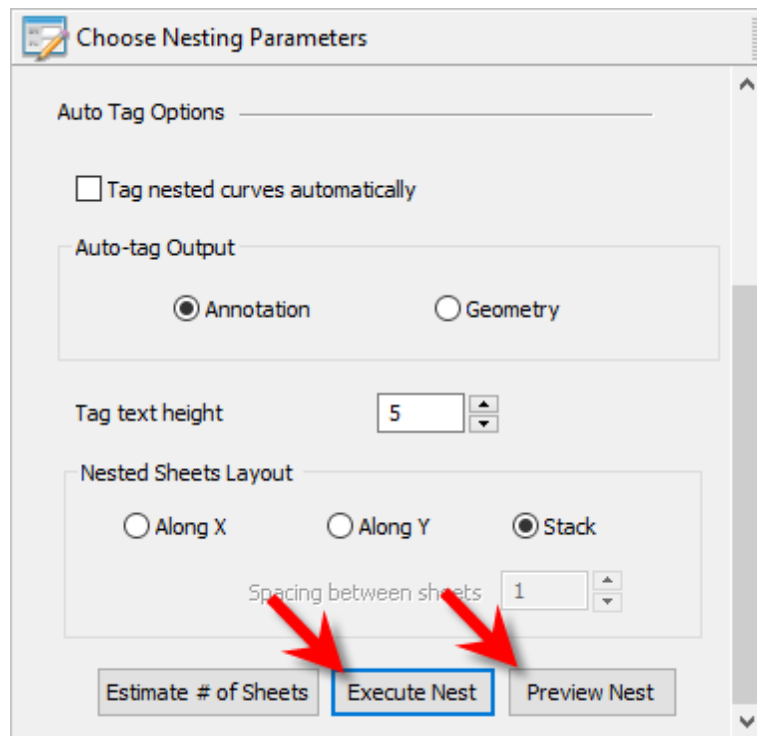 Choose Nesting Parameters
Auto Tag Options
Tag nested curves automatically
Auto-tag Output
Annotation Geometry
Tag text height 5
Nested Sheets Layout
Along X Along Y Stack
Spacing between sheets 1
Estimate # of Sheets Execute Nest Preview Nest